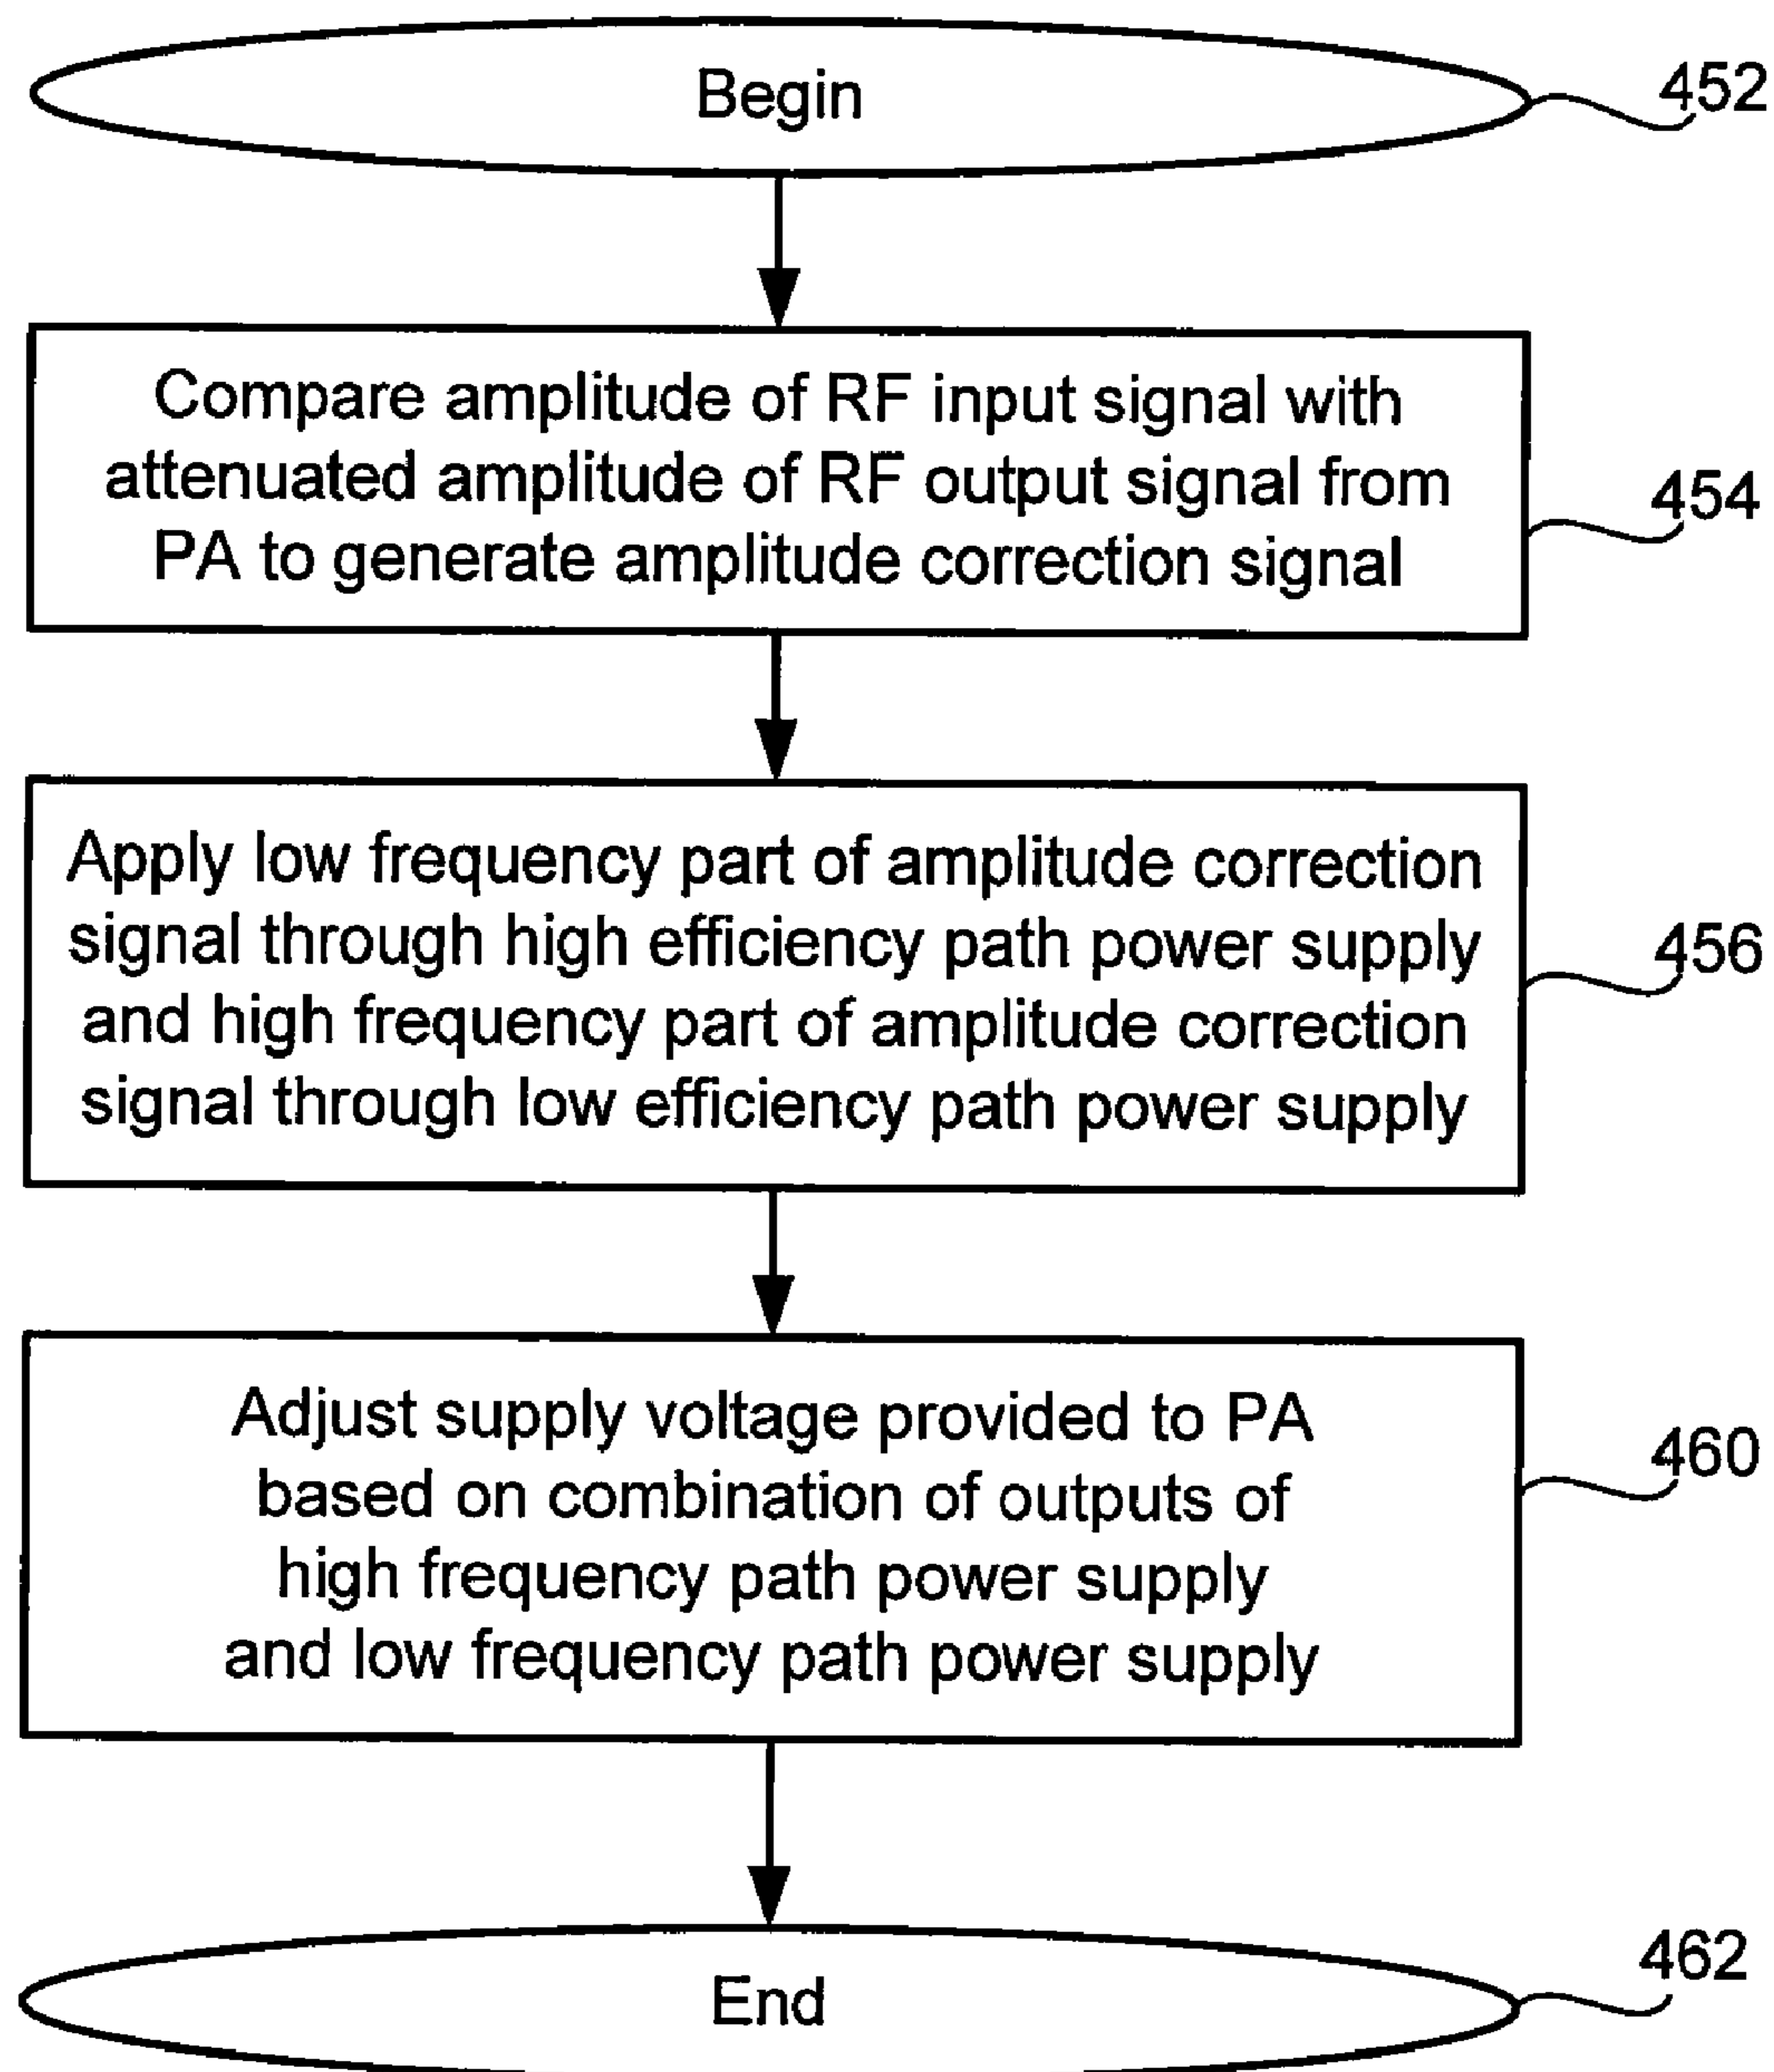 Begin
452
Compare amplitude of RF input signal with
attenuated amplitude of RF output signal from
PA to generate amplitude correction signal
454
Apply low frequency part of amplitude correction
signal through high efficiency path power supply
and high frequency part of amplitude correction
signal through low efficiency path power supply
456
Adjust supply voltage provided to PA
based on combination of outputs of
high frequency path power supply
and low frequency path power supply
460
End
462